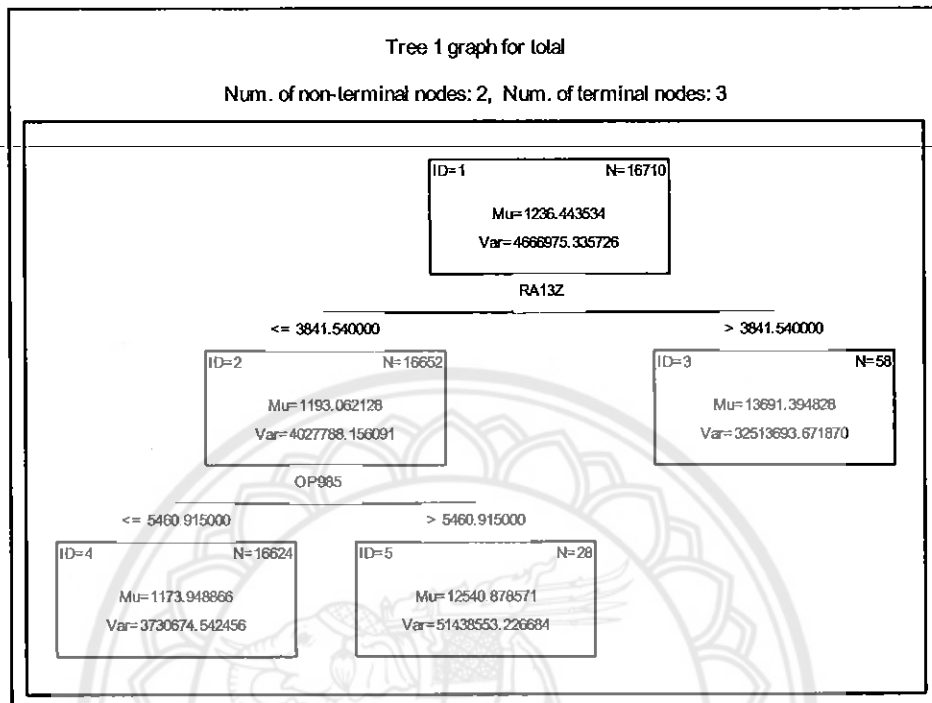 Tree 1 graph for total
Num. of non-terminal nodes: 2, Num. of terminal nodes: 3
ID=1 N=16710
Mu=1236.443534
Var=4666975.335726
RA13Z
<= 3841.540000 > 3841.540000
ID=2 N=16652
Mu=1193.062128
Var=4027788.156091
ID=3 N=58
Mu=13691.394828
Var=32513693.671870
OP985
<= 5460.915000 > 5460.915000
ID=4 N=16624
Mu=1173.948866
Var=3730674.542456
ID=5 N=28
Mu=12540.878571
Var=51438553.226684